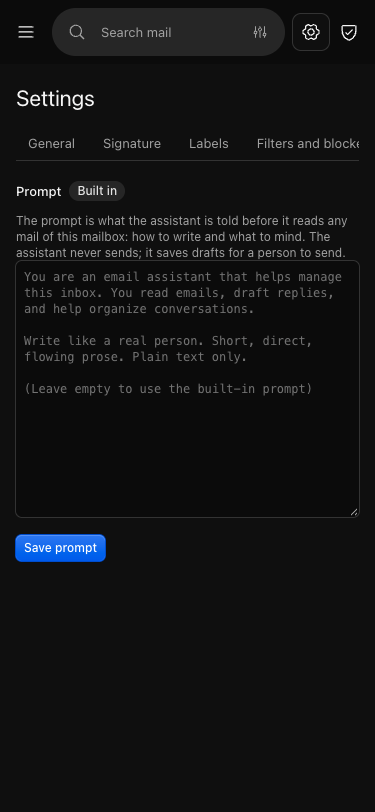 Search mail
Settings
General Signature Labels Filters and blocke
Prompt Built in
The prompt is what the assistant is told before it reads any
mail of this mailbox: how to write and what to mind. The
assistant never sends; it saves drafts for a person to send.
You are an email assistant that helps manage
this inbox. You read emails, draft replies,
and help organize conversations.
Write like a real person. Short, direct,
flowing prose. Plain text only.
(Leave empty to use the built-in prompt)
Save prompt